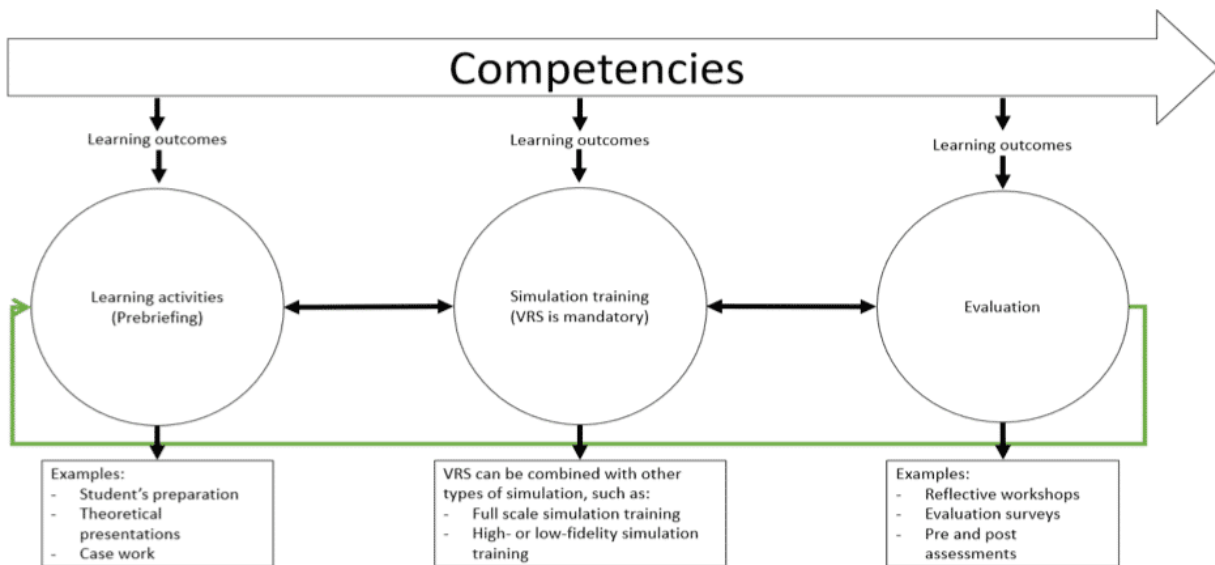 Competencies
Learning outcomes
Learning outcomes
Learning outcomes
Learning activities
(Prebriefing)
Simulation training
(VRS is mandatory)
Evaluation
Examples:
- Student’s preparation
- Theoretical
presentations
- Case work
VRS can be combined with other
types of simulation, such as:
- Full scale simulation training
- High- or low-fidelity simulation
training
Examples:
- Reflective workshops
- Evaluation surveys
- Pre and post
assessments